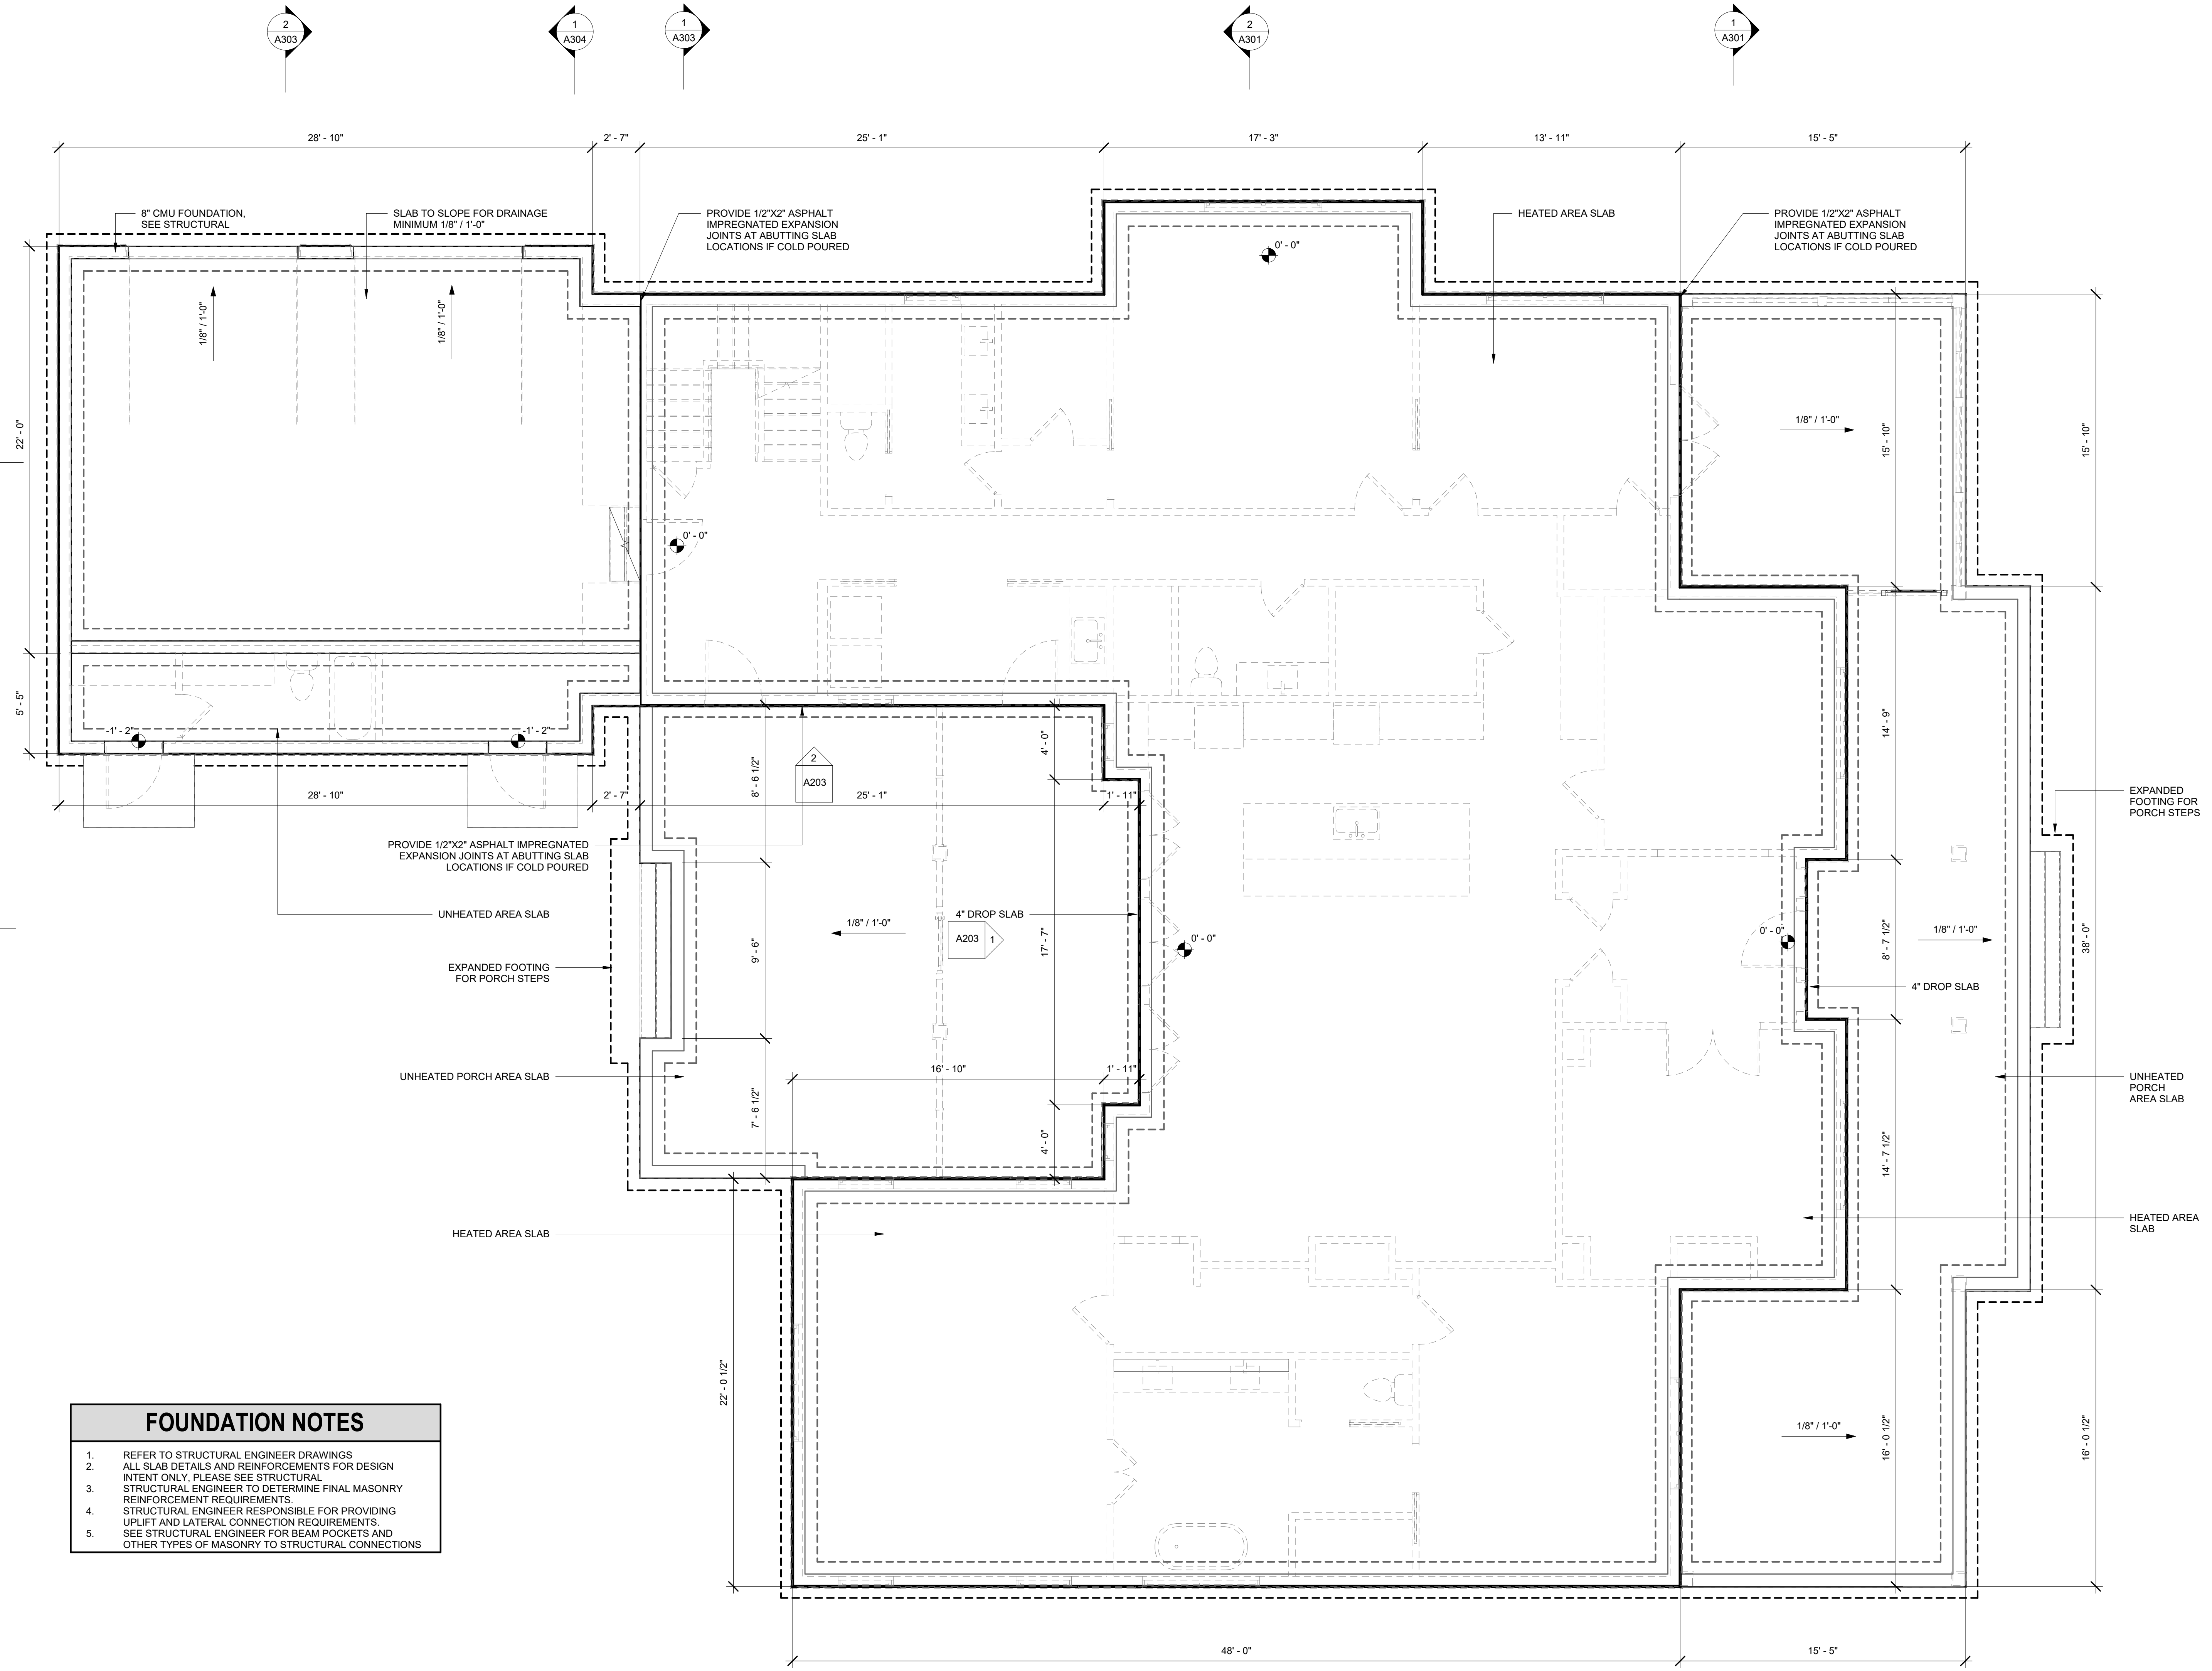 2
A303
1
A304
1
A303
2
A301
1
A301
28' - 10"
2' - 7"
25' - 1"
17' - 3"
13' - 11"
15' - 5"
8" CMU FOUNDATION,
SEE STRUCTURAL
SLAB TO SLOPE FOR DRAINAGE
MINIMUM 1/8" / 1'-0"
PROVIDE 1/2"X2" ASPHALT
IMPREGNATED EXPANSION
JOINTS AT ABUTTING SLAB
LOCATIONS IF COLD POURED
HEATED AREA SLAB
PROVIDE 1/2"X2" ASPHALT
IMPREGNATED EXPANSION
JOINTS AT ABUTTING SLAB
LOCATIONS IF COLD POURED
0' - 0"
1/8" / 1'-0"
1/8" / 1'-0"
22' - 0"
1/8" / 1'-0"
15' - 10"
15' - 10"
0' - 0"
5' - 5"
-1' - 2"
-1' - 2"
28' - 10"
2' - 7"
8' - 6 1/2"
2
A203
25' - 1"
4' - 0"
1' - 11"
14' - 9"
EXPANDED
FOOTING FOR
PORCH STEPS
PROVIDE 1/2"X2" ASPHALT IMPREGNATED
EXPANSION JOINTS AT ABUTTING SLAB
LOCATIONS IF COLD POURED
UNHEATED AREA SLAB
1/8" / 1'-0"
4" DROP SLAB
A203
1
9' - 6"
17' - 7"
0' - 0"
0' - 0"
8' - 7 1/2"
1/8" / 1'-0"
38' - 0"
EXPANDED FOOTING
FOR PORCH STEPS
4" DROP SLAB
UNHEATED PORCH AREA SLAB
16' - 10"
1' - 11"
7' - 6 1/2"
4' - 0"
14' - 7 1/2"
UNHEATED
PORCH
AREA SLAB
HEATED AREA SLAB
HEATED AREA
SLAB
22' - 0 1/2"
1/8" / 1'-0"
16' - 0 1/2"
16' - 0 1/2"
FOUNDATION NOTES
1. REFER TO STRUCTURAL ENGINEER DRAWINGS
2. ALL SLAB DETAILS AND REINFORCEMENTS FOR DESIGN
INTENT ONLY, PLEASE SEE STRUCTURAL
3. STRUCTURAL ENGINEER TO DETERMINE FINAL MASONRY
REINFORCEMENT REQUIREMENTS.
4. STRUCTURAL ENGINEER RESPONSIBLE FOR PROVIDING
UPLIFT AND LATERAL CONNECTION REQUIREMENTS.
5. SEE STRUCTURAL ENGINEER FOR BEAM POCKETS AND
OTHER TYPES OF MASONRY TO STRUCTURAL CONNECTIONS
48' - 0"
15' - 5"